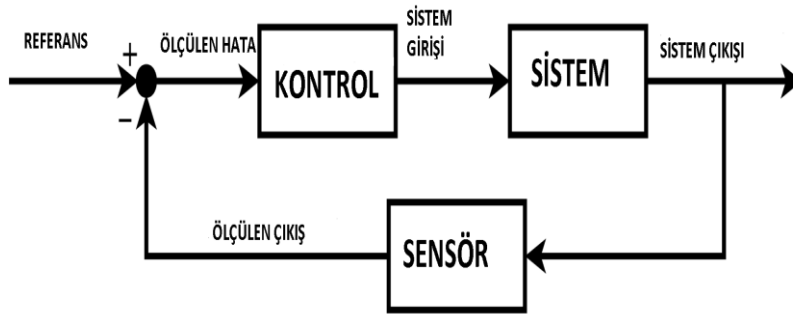 REFERANS
+
ÖLÇÜLEN HATA
KONTROL
SİSTEM
GİRİŞİ
SİSTEM
SİSTEM ÇIKIŞI
−
ÖLÇÜLEN ÇIKIŞ
SENSÖR